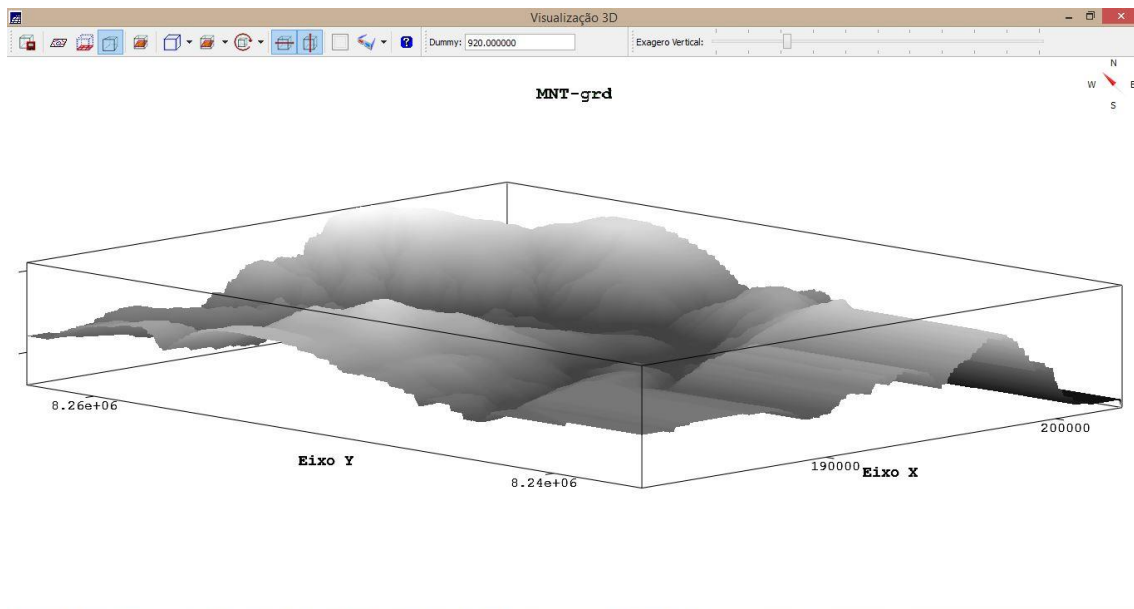 Visualização 3D
Dummy: 920.000000
Exagero Vertical:
N
W E
S
MNT-grd
8.26e+06
Eixo Y
8.24e+06
190000
Eixo X
200000